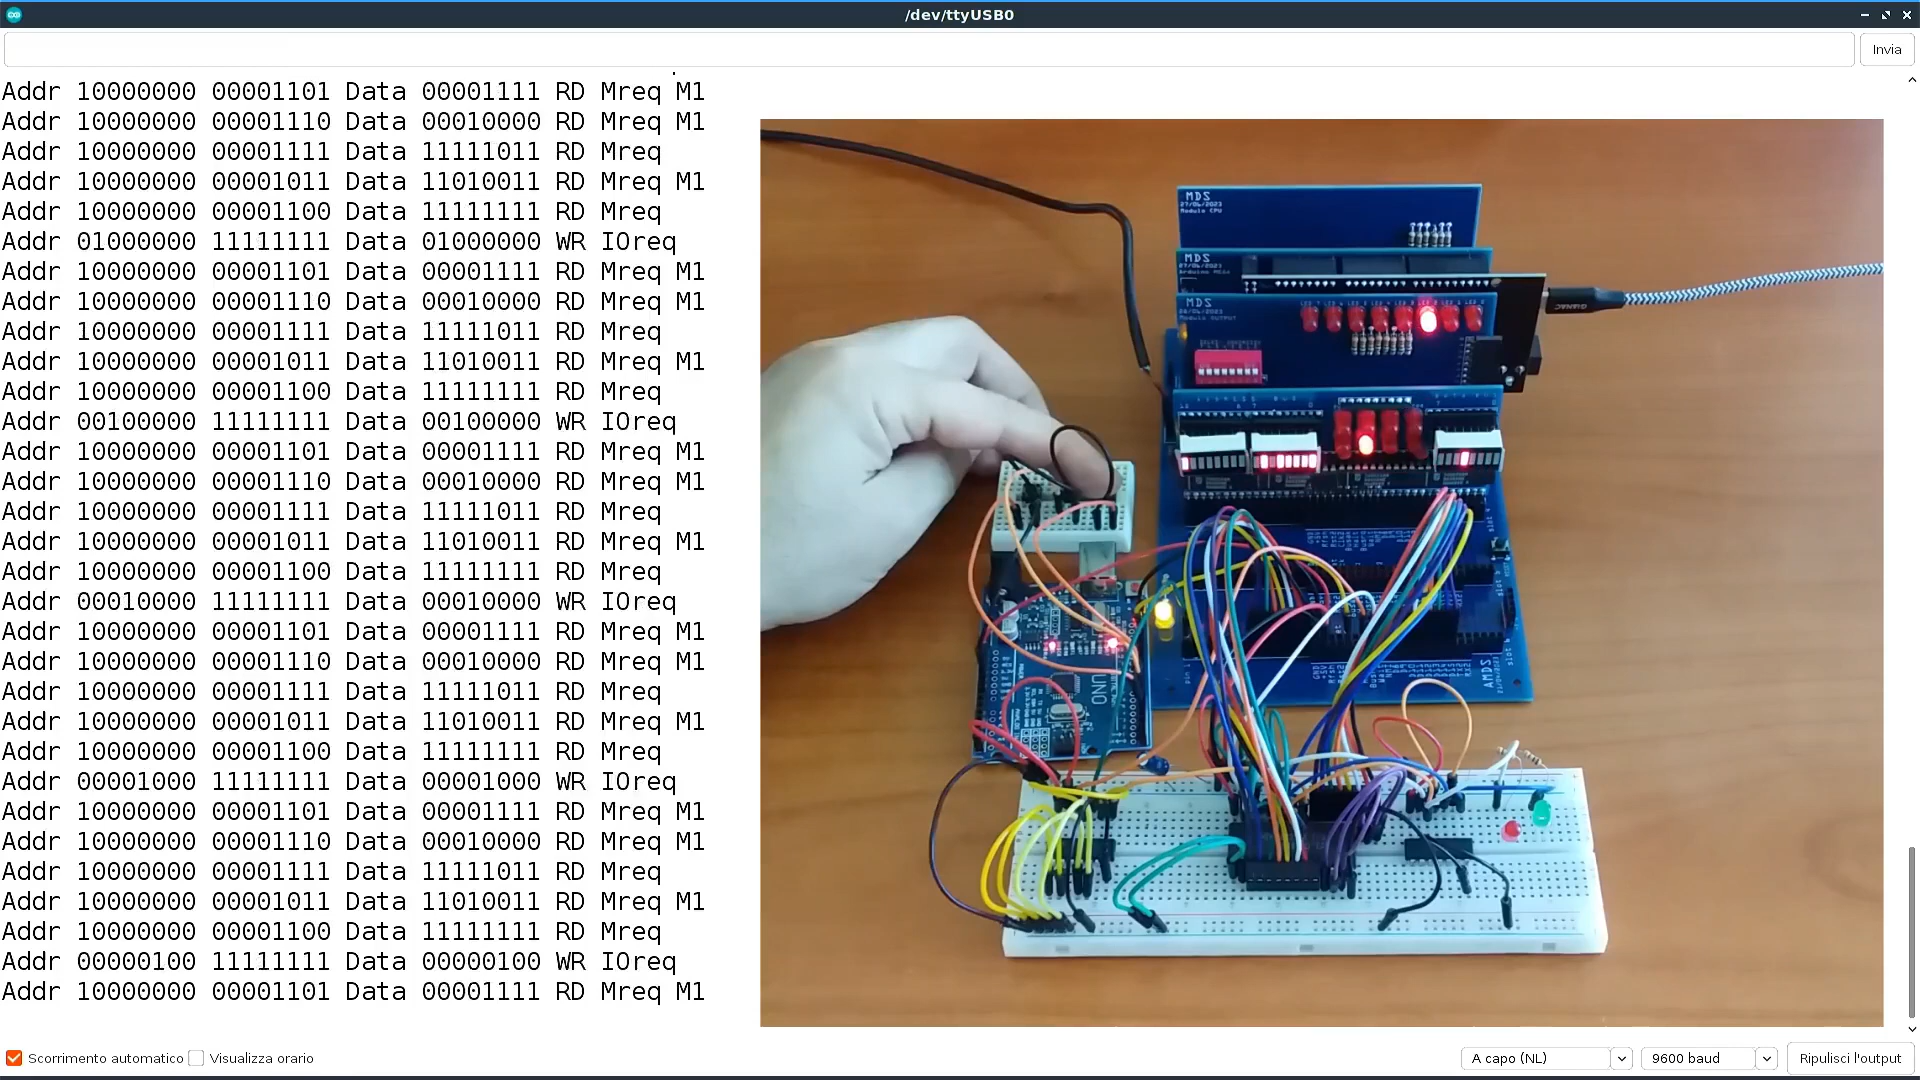 /dev/ttyUSB0
Invia
Addr 10000000 00001101 Data 00001111 RD Mreq M1
Addr 10000000 00001110 Data 00010000 RD Mreq M1
Addr 10000000 00001111 Data 11111011 RD Mreq
Addr 10000000 00001011 Data 11010011 RD Mreq M1
Addr 10000000 00001100 Data 11111111 RD Mreq
Addr 01000000 11111111 Data 01000000 WR IOreq
Addr 10000000 00001101 Data 00001111 RD Mreq M1
Addr 10000000 00001110 Data 00010000 RD Mreq M1
Addr 10000000 00001111 Data 11111011 RD Mreq
Addr 10000000 00001011 Data 11010011 RD Mreq M1
Addr 10000000 00001100 Data 11111111 RD Mreq
Addr 00100000 11111111 Data 00100000 WR IOreq
Addr 10000000 00001101 Data 00001111 RD Mreq M1
Addr 10000000 00001110 Data 00010000 RD Mreq M1
Addr 10000000 00001111 Data 11111011 RD Mreq
Addr 10000000 00001011 Data 11010011 RD Mreq M1
Addr 10000000 00001100 Data 11111111 RD Mreq
Addr 00010000 11111111 Data 00010000 WR IOreq
Addr 10000000 00001101 Data 00001111 RD Mreq M1
Addr 10000000 00001110 Data 00010000 RD Mreq M1
Addr 10000000 00001111 Data 11111011 RD Mreq
Addr 10000000 00001011 Data 11010011 RD Mreq M1
Addr 10000000 00001100 Data 11111111 RD Mreq
Addr 00001000 11111111 Data 00001000 WR IOreq
Addr 10000000 00001101 Data 00001111 RD Mreq M1
Addr 10000000 00001110 Data 00010000 RD Mreq M1
Addr 10000000 00001111 Data 11111011 RD Mreq
Addr 10000000 00001011 Data 11010011 RD Mreq M1
Addr 10000000 00001100 Data 11111111 RD Mreq
Addr 00000100 11111111 Data 00000100 WR IOreq
Addr 10000000 00001101 Data 00001111 RD Mreq M1
MDS
27/06/2023
Modulo CPU
MDS
MDS
Modulo OUTPUT
UNO
AMDS
Scorrimento automatico
Visualizza orario
A capo (NL)
9600 baud
Ripulisci l'output